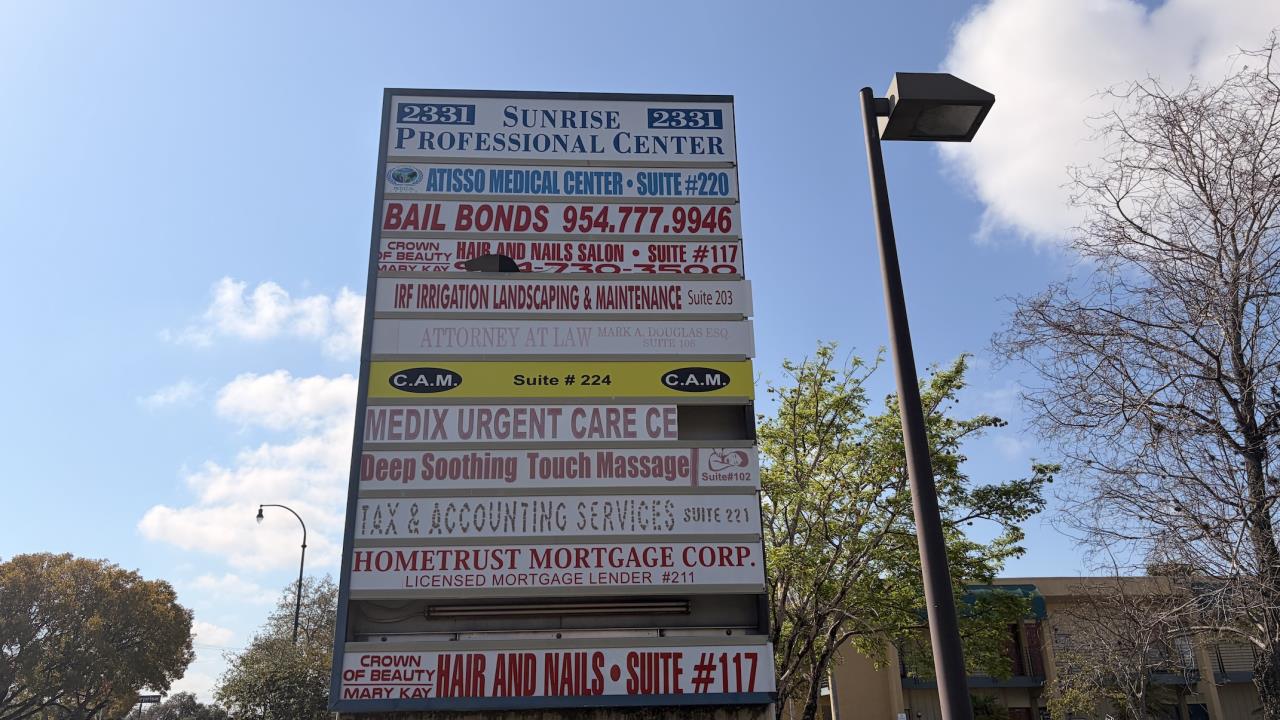 2331 SUNRISE 2331
PROFESSIONAL CENTER
ATISSO MEDICAL CENTER • SUITE #220
BAIL BONDS 954.777.9946
CROWN OF BEAUTY MARY KAY
HAIR AND NAILS SALON • SUITE #117
-730-3500
IRF IRRIGATION LANDSCAPING & MAINTENANCE Suite 203
ATTORNEY AT LAW MARK A. DOUGLAS ESQ.
SUITE 106
C.A.M. Suite # 224 C.A.M.
MEDIX URGENT CARE CE
Deep Soothing Touch Massage Suite#102
TAX & ACCOUNTING SERVICES SUITE 221
HOMETRUST MORTGAGE CORP.
LICENSED MORTGAGE LENDER #211
CROWN
OF BEAUTY
MARY KAY
HAIR AND NAILS • SUITE #117